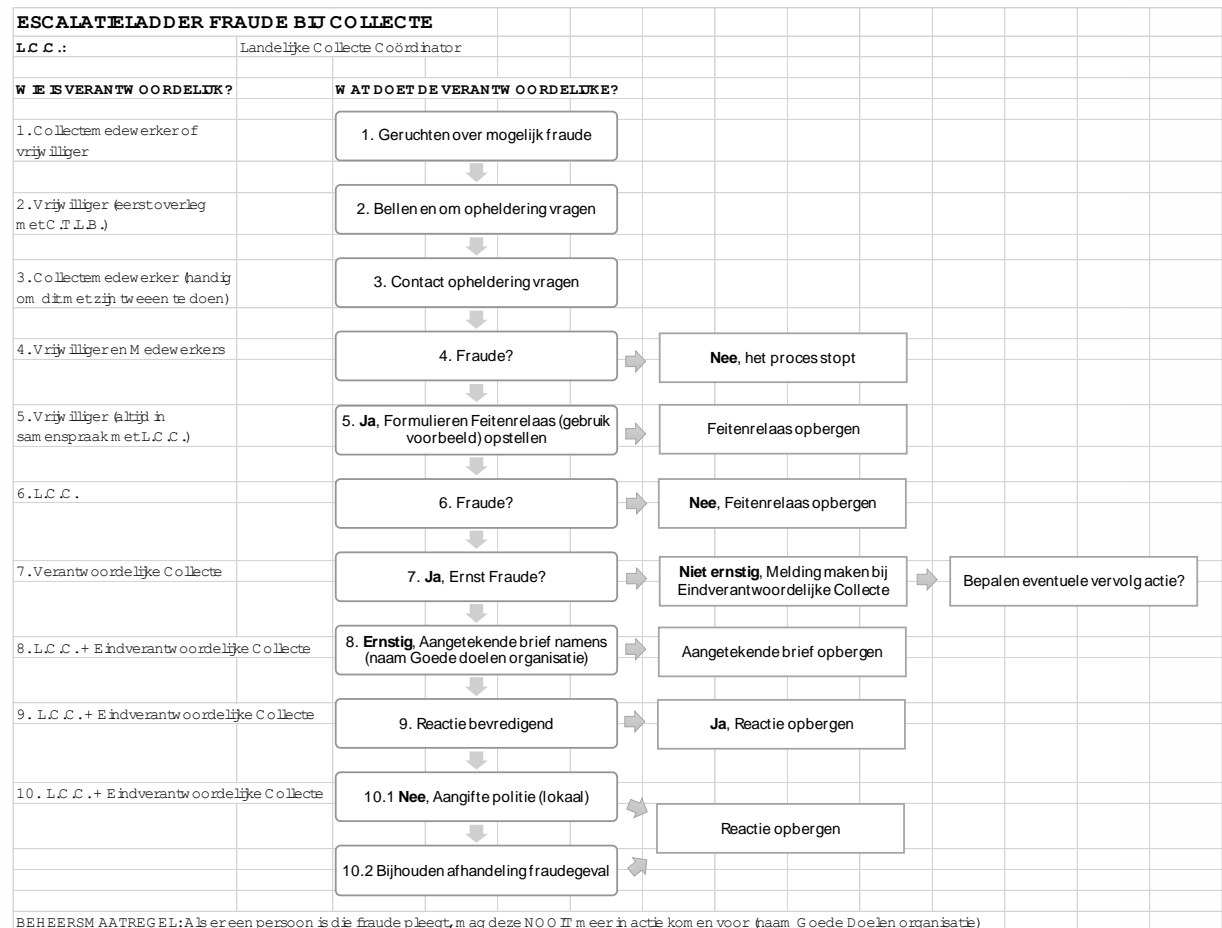 ESCALATIELADDER FRAUDE BIJ COLLECTE
L.C.C.: Landelijke Collecte Coördinator
WIE IS VERANTWOORDELIJK? WAT DOET DE VERANTWOORDELIJKE?
1. Collectemedewerker of
vrijwilliger
1. Geruchten over mogelijk fraude
2. Vrijwilliger (eerst overleg
met C.T.L.B.)
2. Bellen en om opheldering vragen
3. Collectemedewerker (handig
om dit met zijn tweeen te doen)
3. Contact opheldering vragen
4. Vrijwilliger en Medewerkers
4. Fraude?
Nee, het proces stopt
5. Vrijwilliger (altijd in
samenspraak met L.C.C.)
5. Ja, Formulieren Feitenrelaas (gebruik
voorbeeld) opstellen
Feitenrelaas opbergen
6. L.C.C.
6. Fraude?
Nee, Feitenrelaas opbergen
7. Verantwoordelijke Collecte
7. Ja, Ernst Fraude?
Niet ernstig, Melding maken bij
Eindverantwoordelijke Collecte
Bepalen eventuele vervolg actie?
8. L.C.C. + Eindverantwoordelijke Collecte
8. Ernstig, Aangetekende brief namens
(naam Goede doelen organisatie)
Aangetekende brief opbergen
9. L.C.C. + Eindverantwoordelijke Collecte
9. Reactie bevredigend
Ja, Reactie opbergen
10. L.C.C. + Eindverantwoordelijke Collecte
10.1 Nee, Aangifte politie (lokaal)
Reactie opbergen
10.2 Bijhouden afhandeling fraudegeval
BEHEERSMAATREGEL: Als er een persoon is die fraude pleegt, mag deze NOOIT meer in actie komen voor (naam Goede Doelen organisatie)